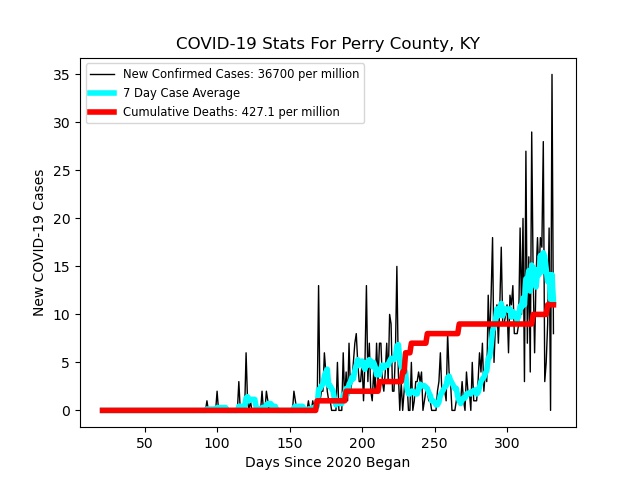 COVID-19 Stats For Perry County, KY
New Confirmed Cases: 36700 per million
7 Day Case Average
Cumulative Deaths: 427.1 per million
New COVID-19 Cases
35
30
25
20
15
10
5
0
50
100
150
200
250
300
Days Since 2020 Began